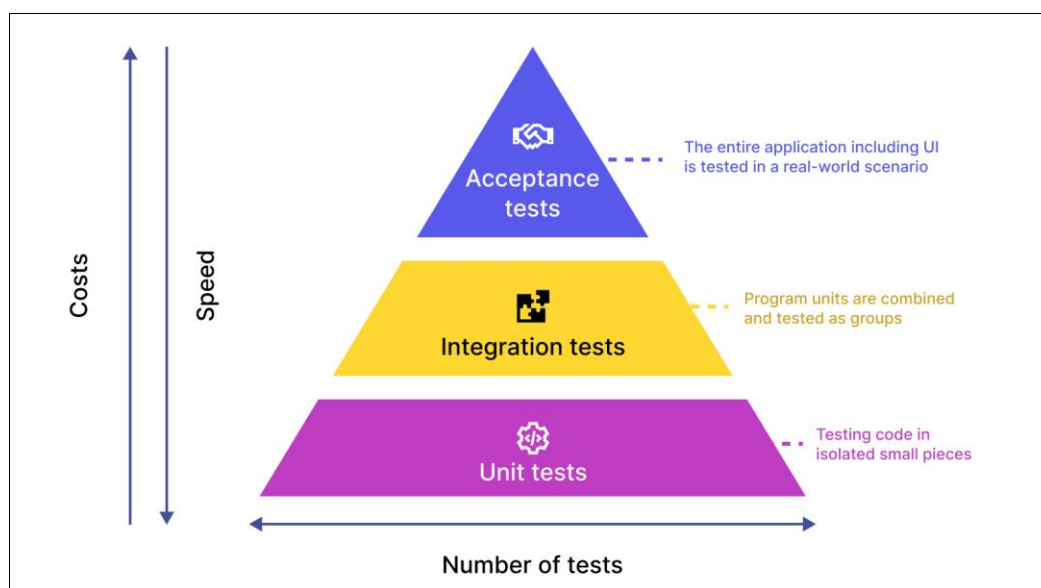 Costs
Speed
Acceptance
tests
The entire application including UI
is tested in a real-world scenario
Integration tests
Program units are combined
and tested as groups
</>
Unit tests
Testing code in
isolated small pieces
Number of tests